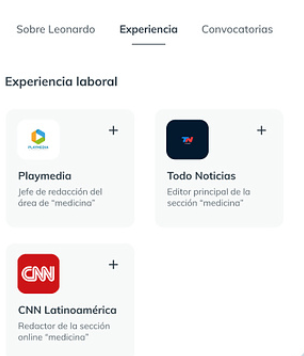 Sobre Leonardo Experiencia Convocatorias
Experiencia laboral
PLAYMEDIA
+
Playmedia
Jefe de redacción del
área de “medicina”
+
Todo Noticias
Editor principal de la
sección “medicina”
CNN
+
CNN Latinoamérica
Redactor de la sección
online “medicina”